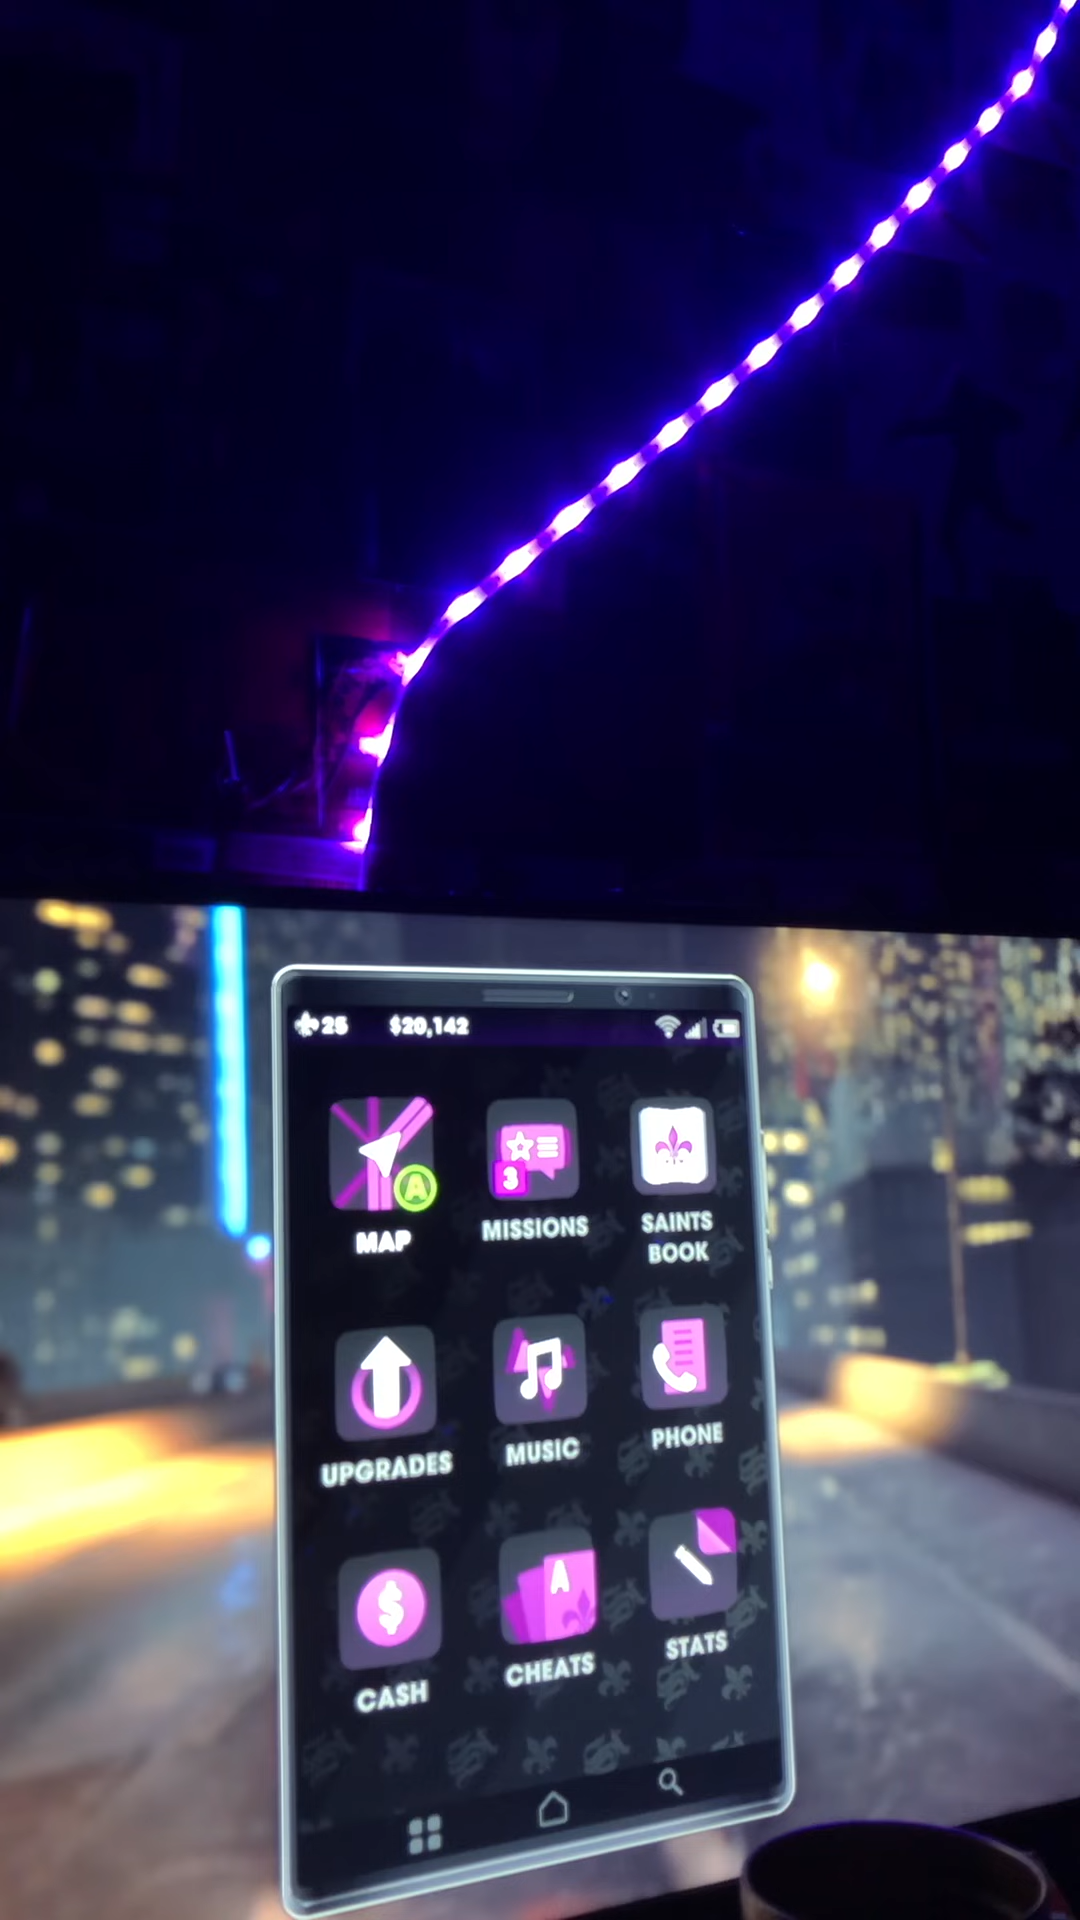 25 $20,142
A
3
MAP
MISSIONS
SAINTS
BOOK
UPGRADES
MUSIC
PHONE
A
$
CASH
CHEATS
STATS